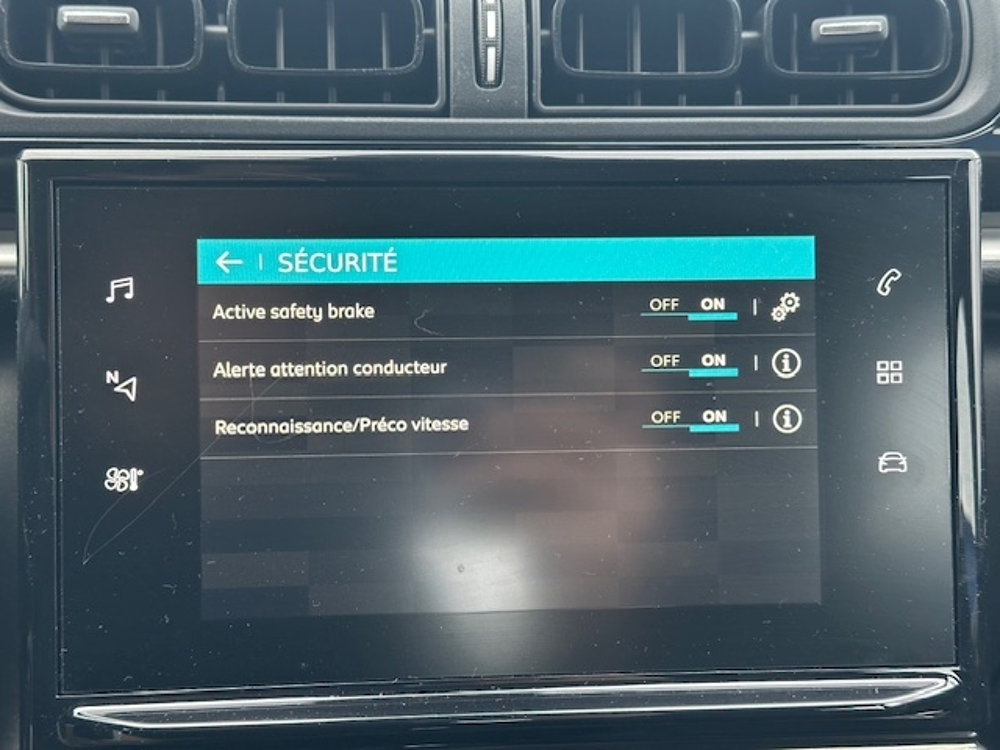 SÉCURITÉ
Active safety brake OFF ON
Alerte attention conducteur OFF ON
Reconnaissance/Préco vitesse OFF ON
N